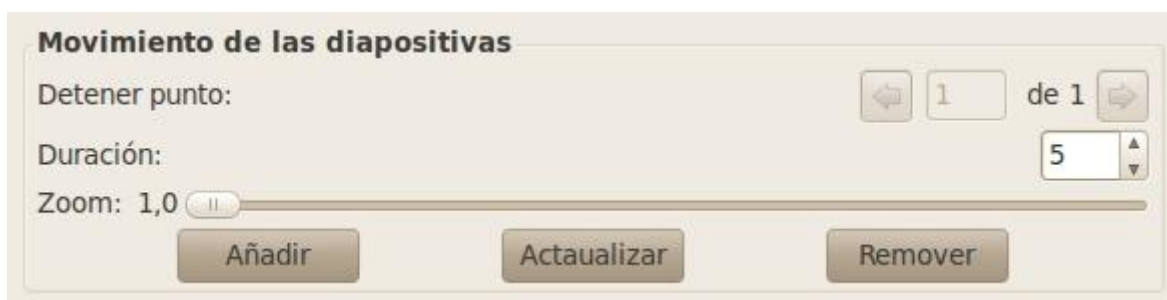 Movimiento de las diapositivas
Detener punto: 1 de 1
Duración: 5
Zoom: 1,0
Añadir Actaualizar Remover